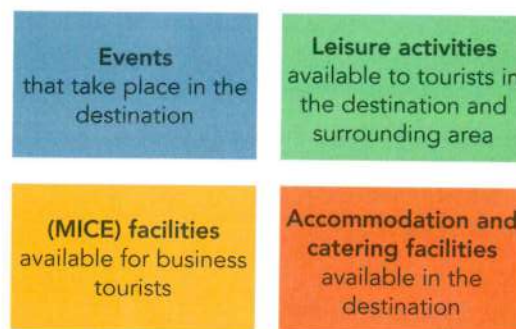 Events
that take place in the
destination
Leisure activities
available to tourists in
the destination and
surrounding area
(MICE) facilities
available for business
tourists
Accommodation and
catering facilities
available in the
destination